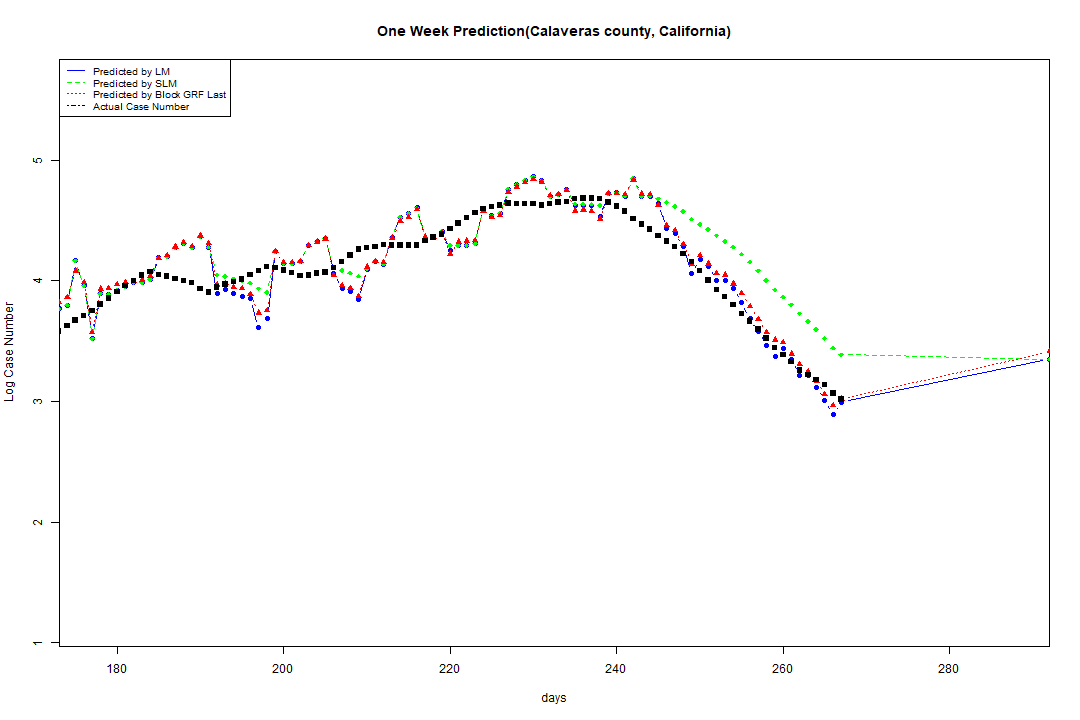 One Week Prediction(Calaveras county, California)
Predicted by LM
Predicted by SLM
Predicted by Block GRF Last
Actual Case Number
Log Case Number
5
4
3
2
1
180 200 220 240 260 280
days